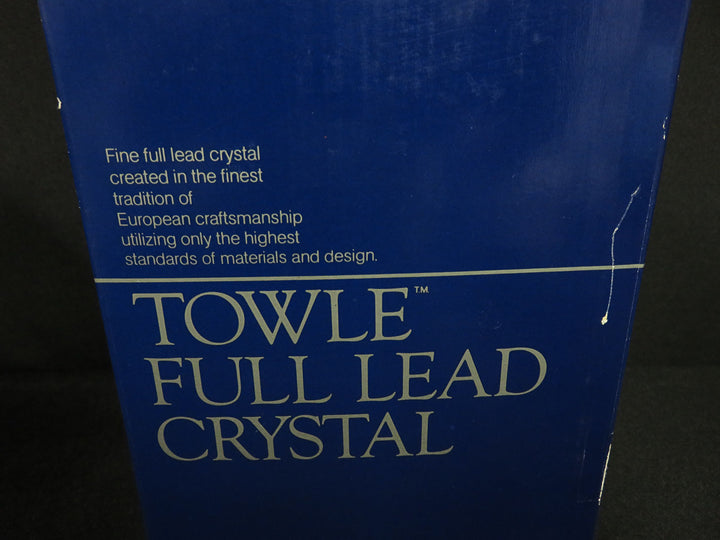 Fine full lead crystal
created in the finest
tradition of
European craftsmanship
utilizing only the highest
standards of materials and design.
TOWLE™
FULL LEAD
CRYSTAL